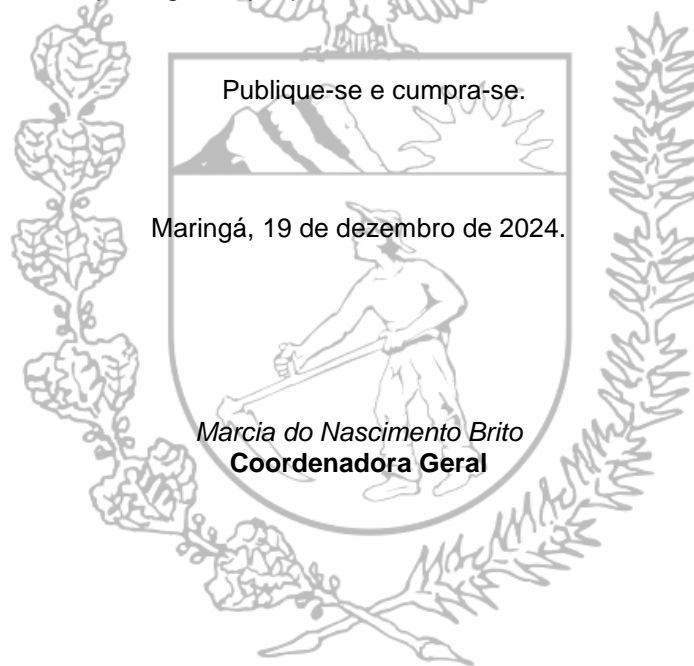 Publique-se e cumpra-se.
Maringá, 19 de dezembro de 2024.
Marcia do Nascimento Brito
Coordenadora Geral